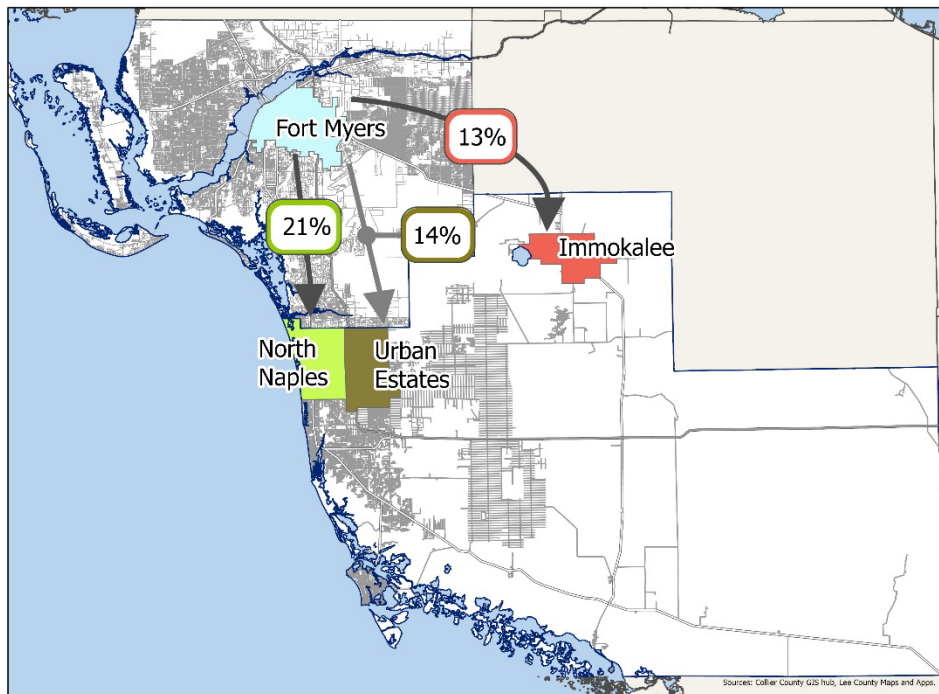 Fort Myers
13%
21%
14%
Immokalee
North
Naples
Urban
Estates
Sources: Collier County GIS hub, Lee County Maps and Apps.